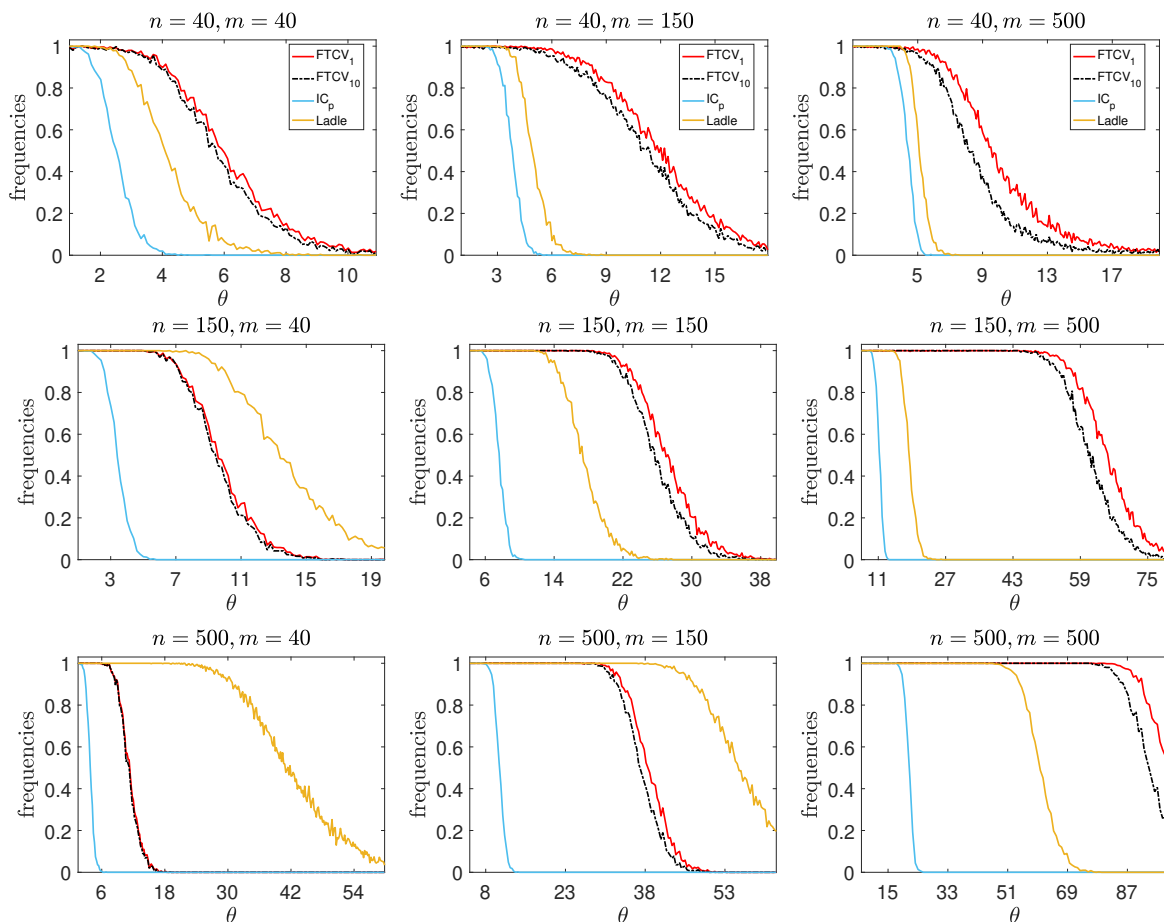 n = 40, m = 40
n = 40, m = 150
n = 40, m = 500
frequencies
1
0.8
0.6
0.4
0.2
0
2 4 6 8 10
θ
FTCV1
FTCV10
ICp
Ladle
frequencies
1
0.8
0.6
0.4
0.2
0
3 6 9 12 15
θ
FTCV1
FTCV10
ICp
Ladle
frequencies
1
0.8
0.6
0.4
0.2
0
5 9 13 17
θ
FTCV1
FTCV10
ICp
Ladle
n = 150, m = 40
n = 150, m = 150
n = 150, m = 500
frequencies
1
0.8
0.6
0.4
0.2
0
3 7 11 15 19
θ
frequencies
1
0.8
0.6
0.4
0.2
0
6 14 22 30 38
θ
frequencies
1
0.8
0.6
0.4
0.2
0
11 27 43 59 75
θ
n = 500, m = 40
n = 500, m = 150
n = 500, m = 500
frequencies
1
0.8
0.6
0.4
0.2
0
6 18 30 42 54
θ
frequencies
1
0.8
0.6
0.4
0.2
0
8 23 38 53
θ
frequencies
1
0.8
0.6
0.4
0.2
0
15 33 51 69 87
θ